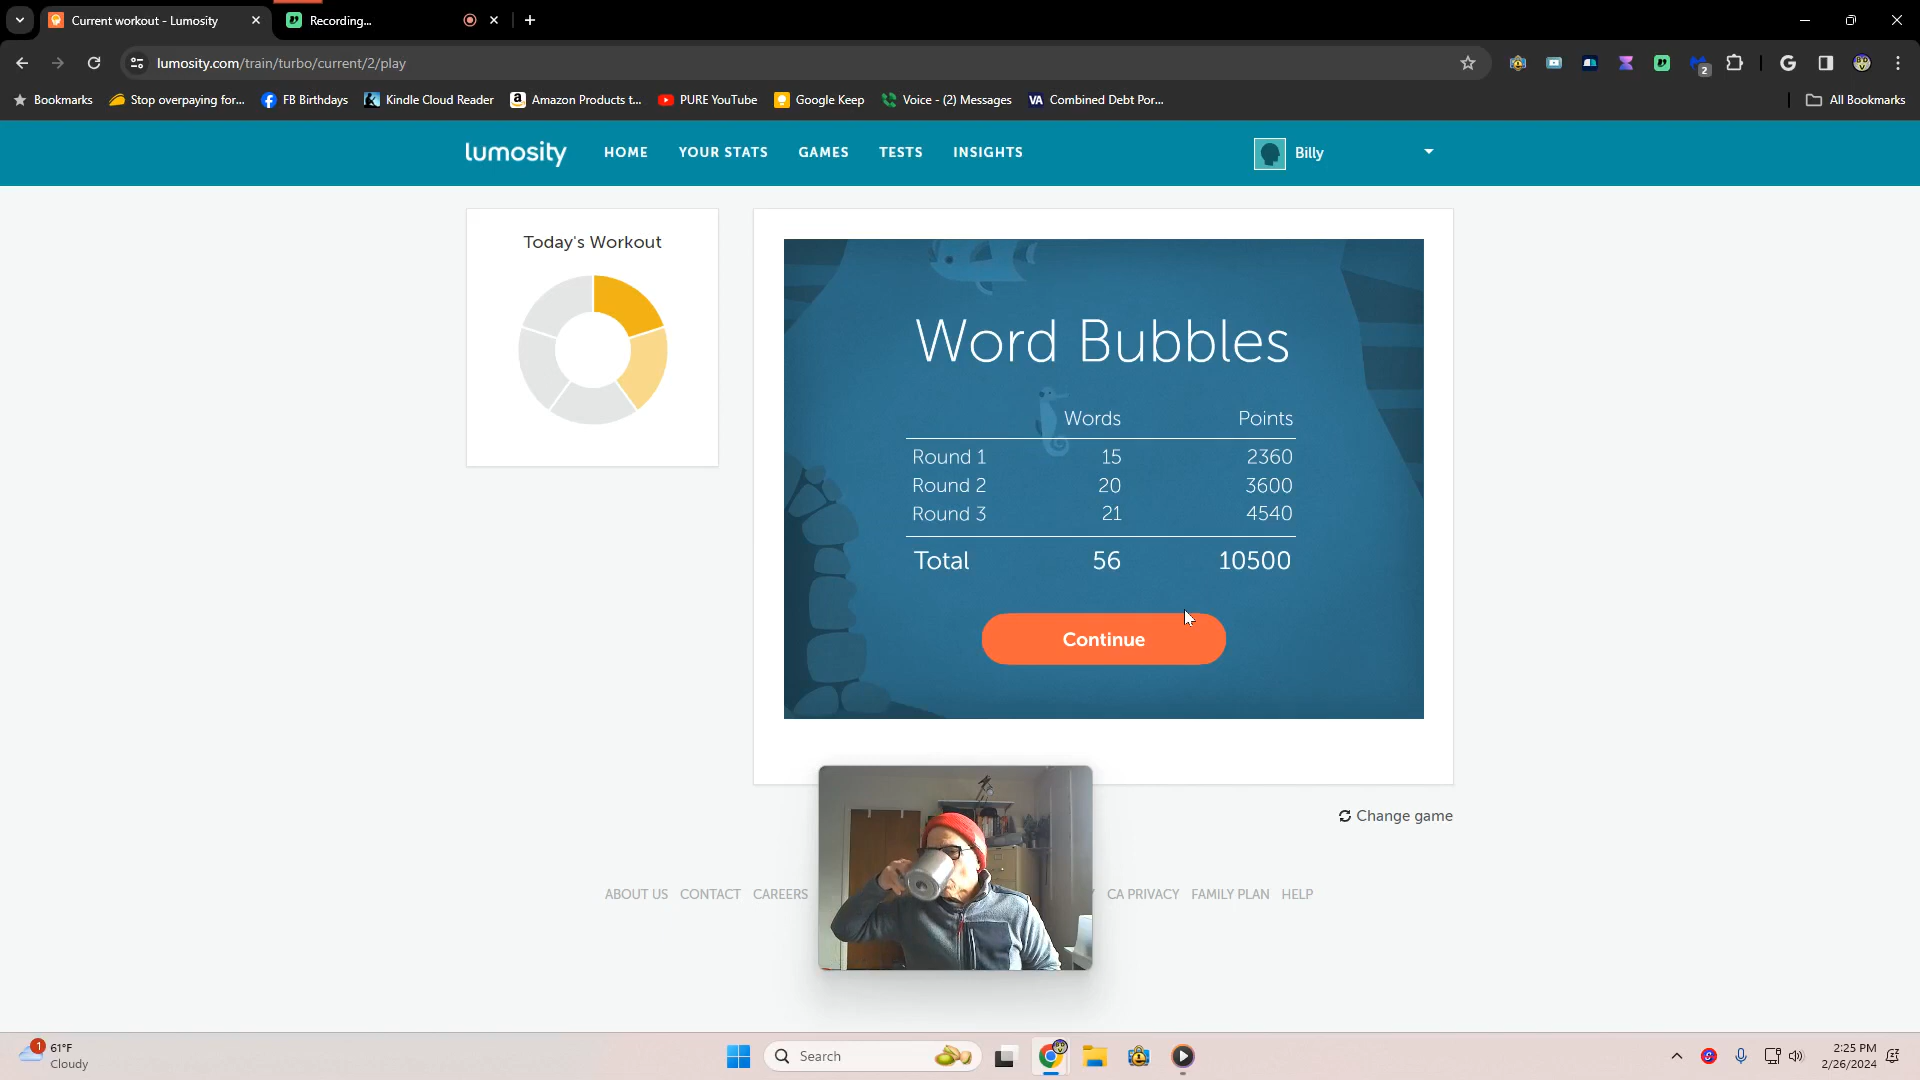 Current workout - Lumosity
Recording...
lumosity.com/train/turbo/current/2/play
2
Bookmarks
Stop overpaying for...
FB Birthdays
Kindle Cloud Reader
Amazon Products t...
PURE YouTube
Google Keep
Voice - (2) Messages
VA Combined Debt Por...
All Bookmarks
lumosity
HOME
YOUR STATS
GAMES
TESTS
INSIGHTS
Billy
Today's Workout
Word Bubbles
Words Points
Round 1 15 2360
Round 2 20 3600
Round 3 21 4540
Total 56 10500
Continue
Change game
ABOUT US CONTACT CAREERS CA PRIVACY FAMILY PLAN HELP
1
61°F
Cloudy
Search
2:25 PM
2/26/2024